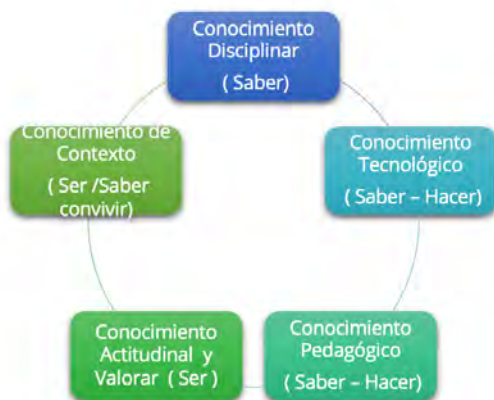 Conocimiento
Disciplinar
( Saber)
Conocimiento
Tecnológico
( Saber – Hacer)
Conocimiento
Pedagógico
( Saber – Hacer)
Conocimiento
Actitudinal y
Valorar ( Ser )
Conocimiento de
Contexto
( Ser /Saber
convivir)